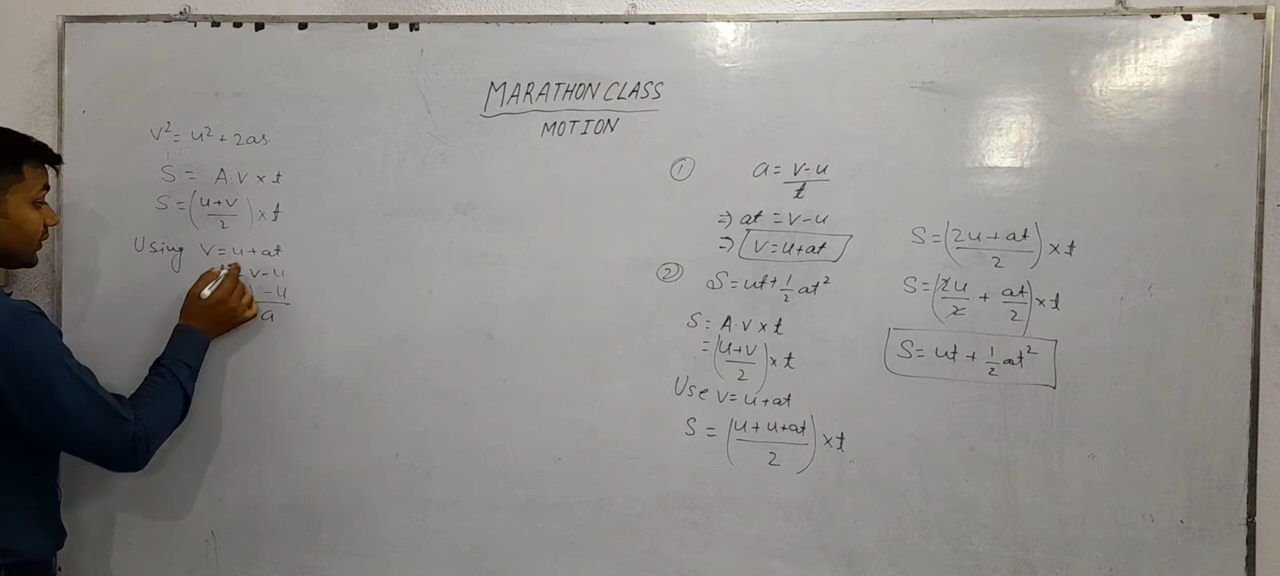 MARATHON CLASS
MOTION
v² = u² + 2as
S = A.V × t
S = (u+v/2) × t
Using v = u + at
v - u
- u
a
① a = v-u/t
⇒ at = v - u
⇒ v = u + at
② S = ut + 1/2 at²
S = A.V × t
= (u+v/2) × t
Use v = u + at
S = (u+u+at/2) × t
S = (2u+at/2) × t
S = (2u/2 + at/2) × t
S = ut + 1/2 at²